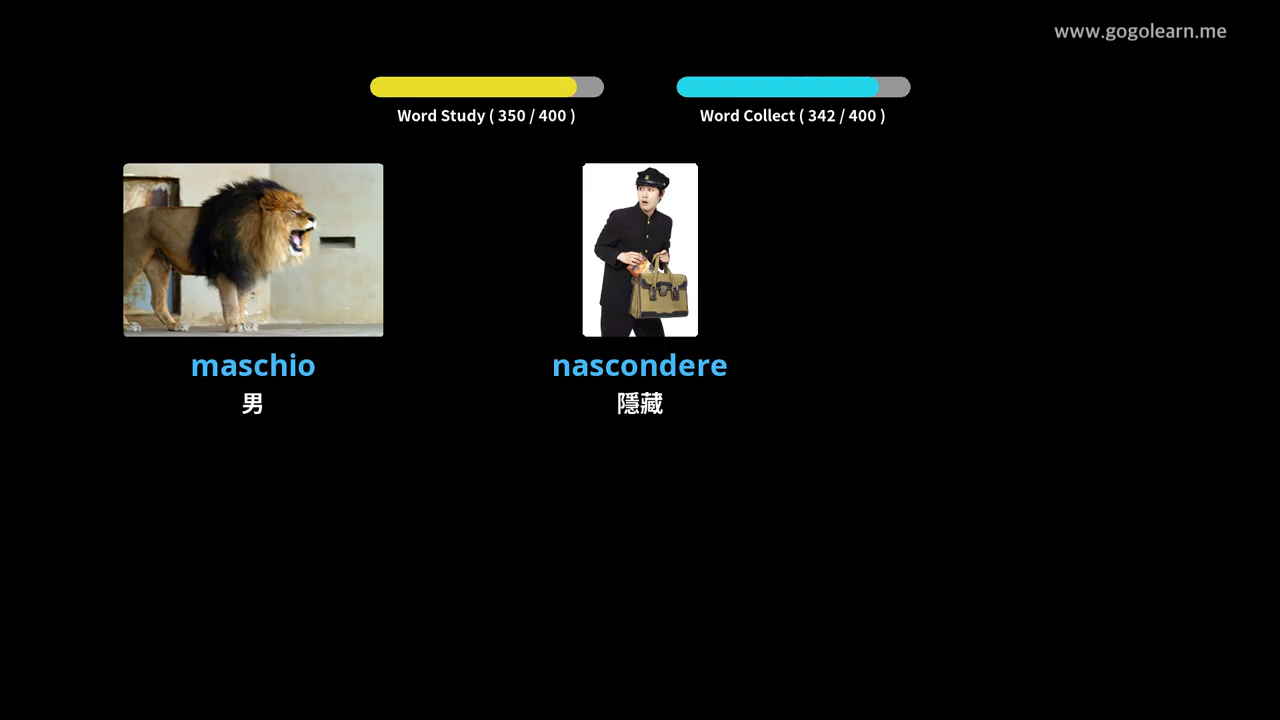 www.gogolearn.me
Word Study ( 350 / 400 )
Word Collect ( 342 / 400 )
maschio
男
nascondere
隱藏